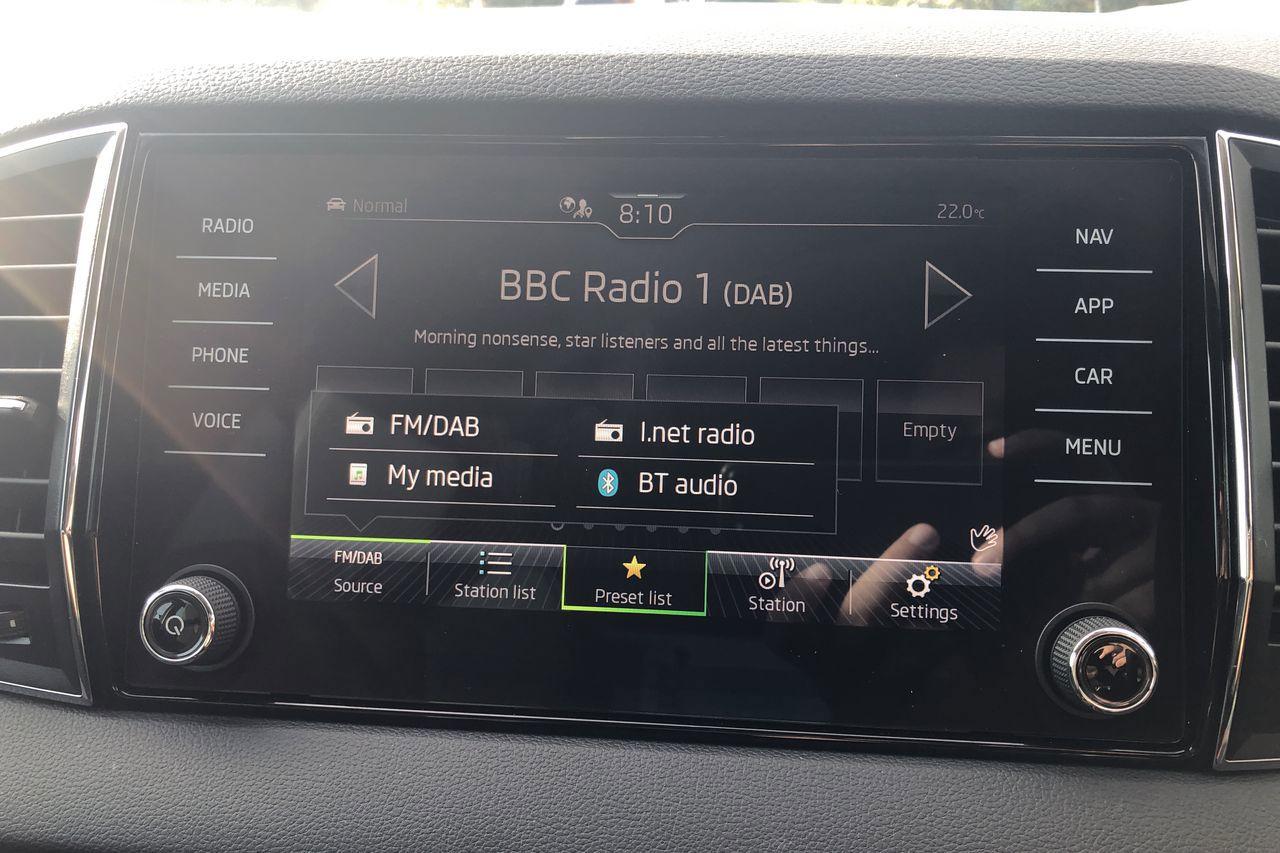 Normal
8:10
22.0°C
RADIO
MEDIA
PHONE
VOICE
BBC Radio 1 (DAB)
Morning nonsense, star listeners and all the latest things...
Empty
FM/DAB
I.net radio
My media
BT audio
FM/DAB
Source
Station list
Preset list
Station
Settings
NAV
APP
CAR
MENU